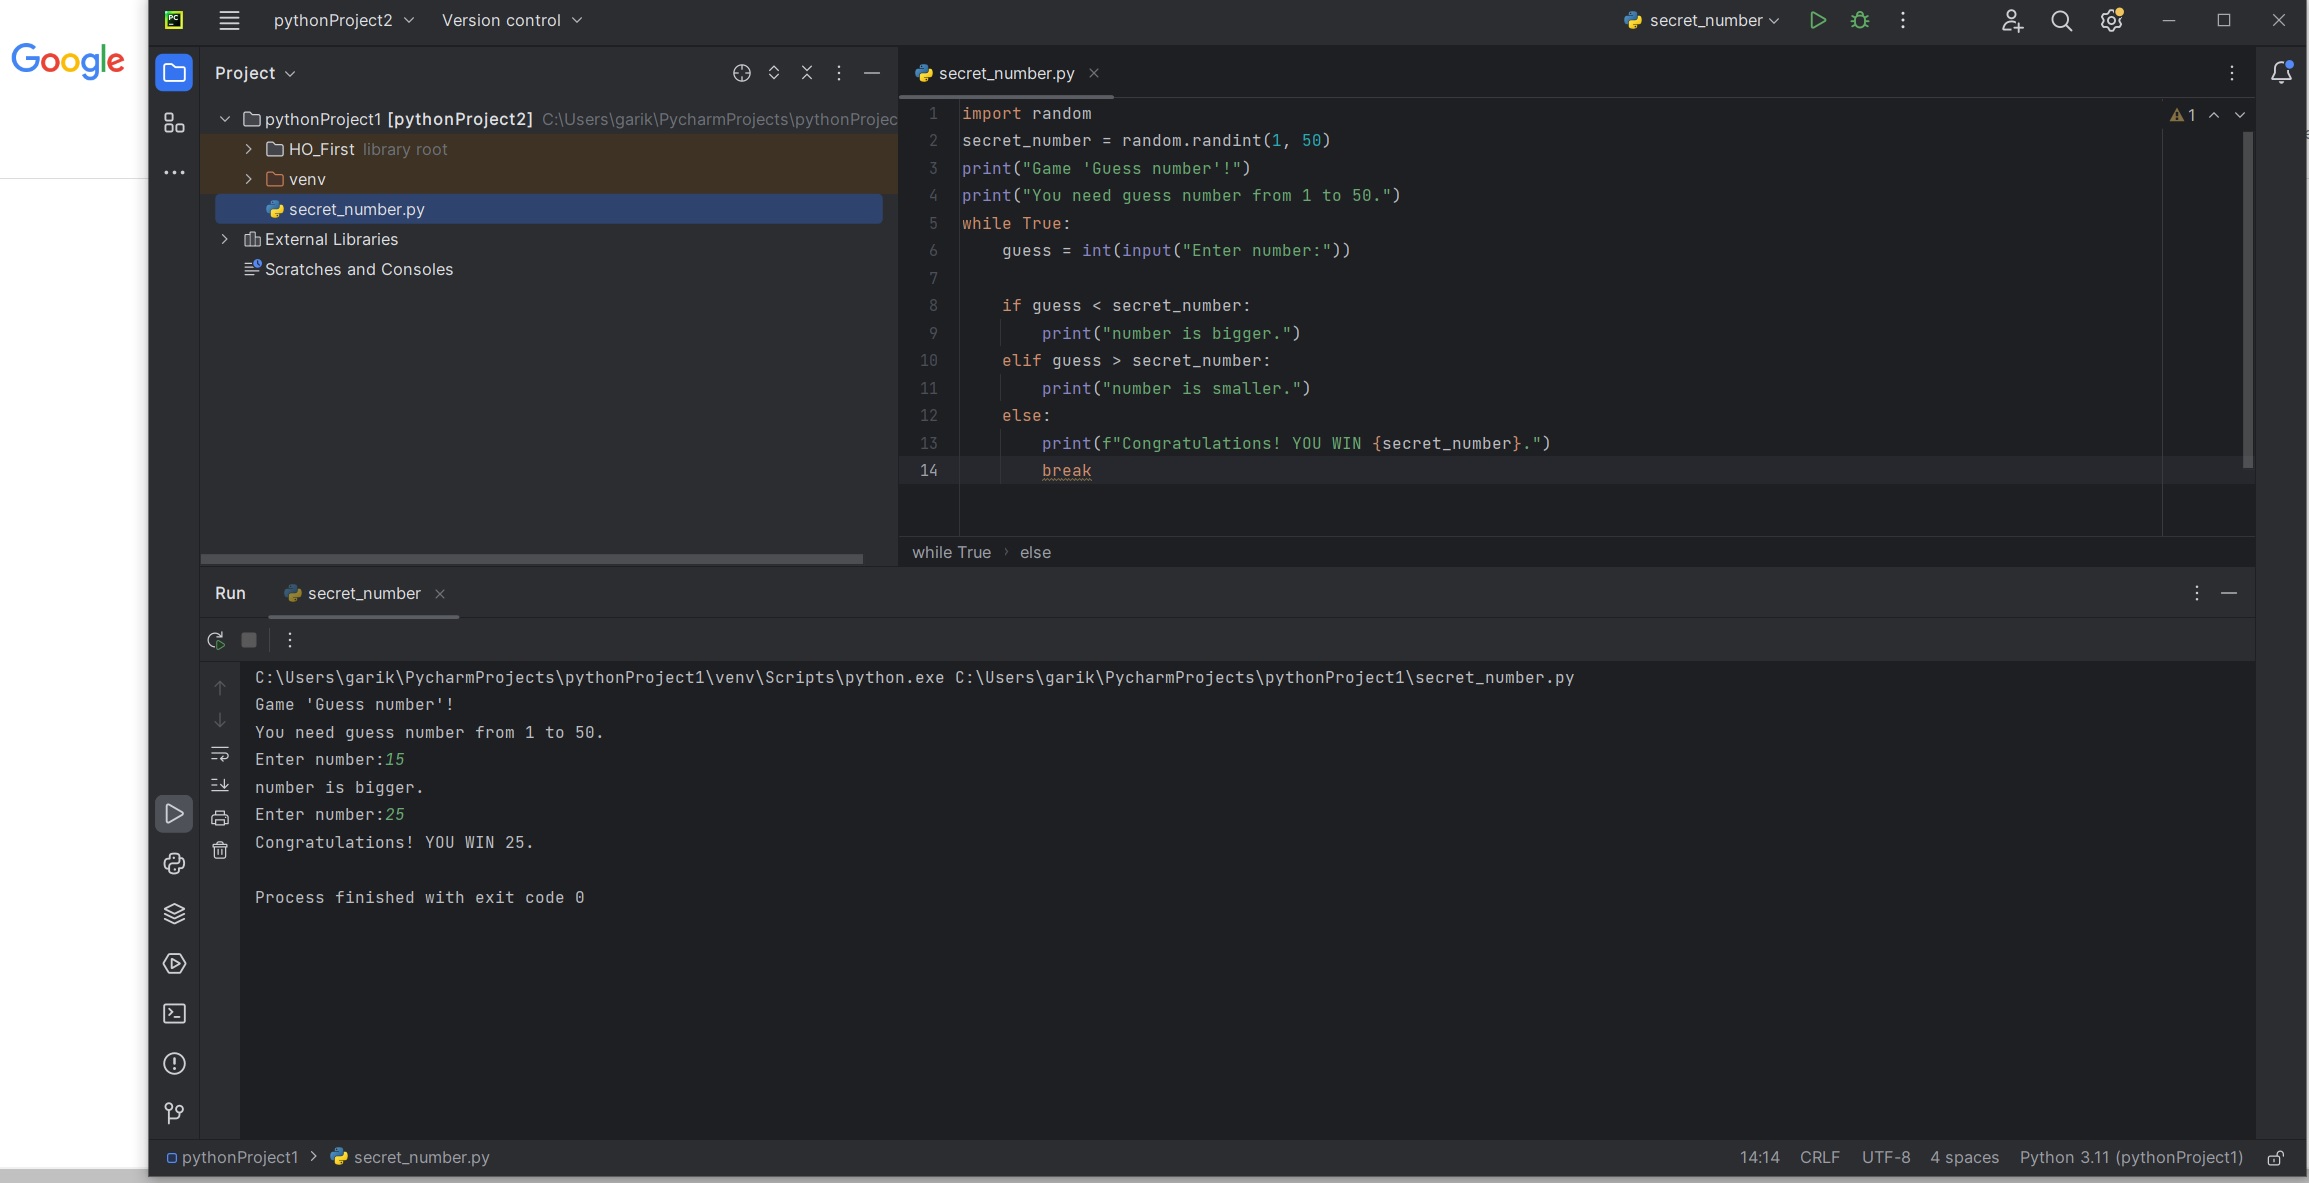 Google
PC
pythonProject2
Version control
secret_number
Project
pythonProject1 [pythonProject2] C:\Users\garik\PycharmProjects\pythonProjec
HO_First library root
venv
secret_number.py
External Libraries
Scratches and Consoles
secret_number.py
1 import random
2 secret_number = random.randint(1, 50)
3 print("Game 'Guess number'!")
4 print("You need guess number from 1 to 50.")
5 while True:
6 guess = int(input("Enter number:"))
7
8 if guess < secret_number:
9 print("number is bigger.")
10 elif guess > secret_number:
11 print("number is smaller.")
12 else:
13 print(f"Congratulations! YOU WIN {secret_number}.")
14 break
1
while True › else
Run
secret_number
C:\Users\garik\PycharmProjects\pythonProject1\venv\Scripts\python.exe C:\Users\garik\PycharmProjects\pythonProject1\secret_number.py
Game 'Guess number'!
You need guess number from 1 to 50.
Enter number:15
number is bigger.
Enter number:25
Congratulations! YOU WIN 25.
Process finished with exit code 0
pythonProject1 > secret_number.py
14:14 CRLF UTF-8 4 spaces Python 3.11 (pythonProject1)